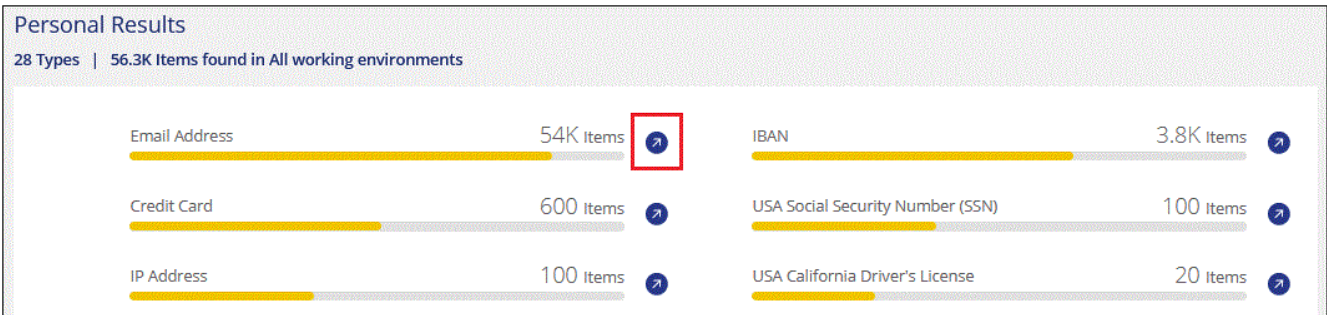 Personal Results
28 Types | 56.3K Items found in All working environments
Email Address 54K Items
IBAN 3.8K Items
Credit Card 600 Items
USA Social Security Number (SSN) 100 Items
IP Address 100 Items
USA California Driver's License 20 Items